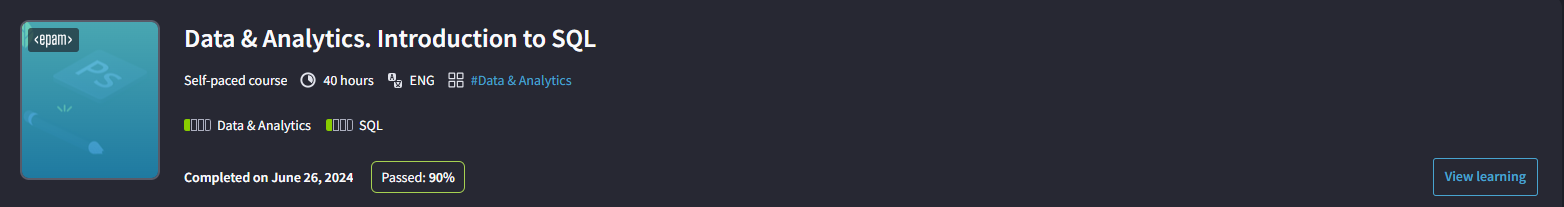 <epam>
Ps
Data & Analytics. Introduction to SQL
Self-paced course 40 hours ENG #Data & Analytics
Data & Analytics SQL
Completed on June 26, 2024 Passed: 90%
View learning